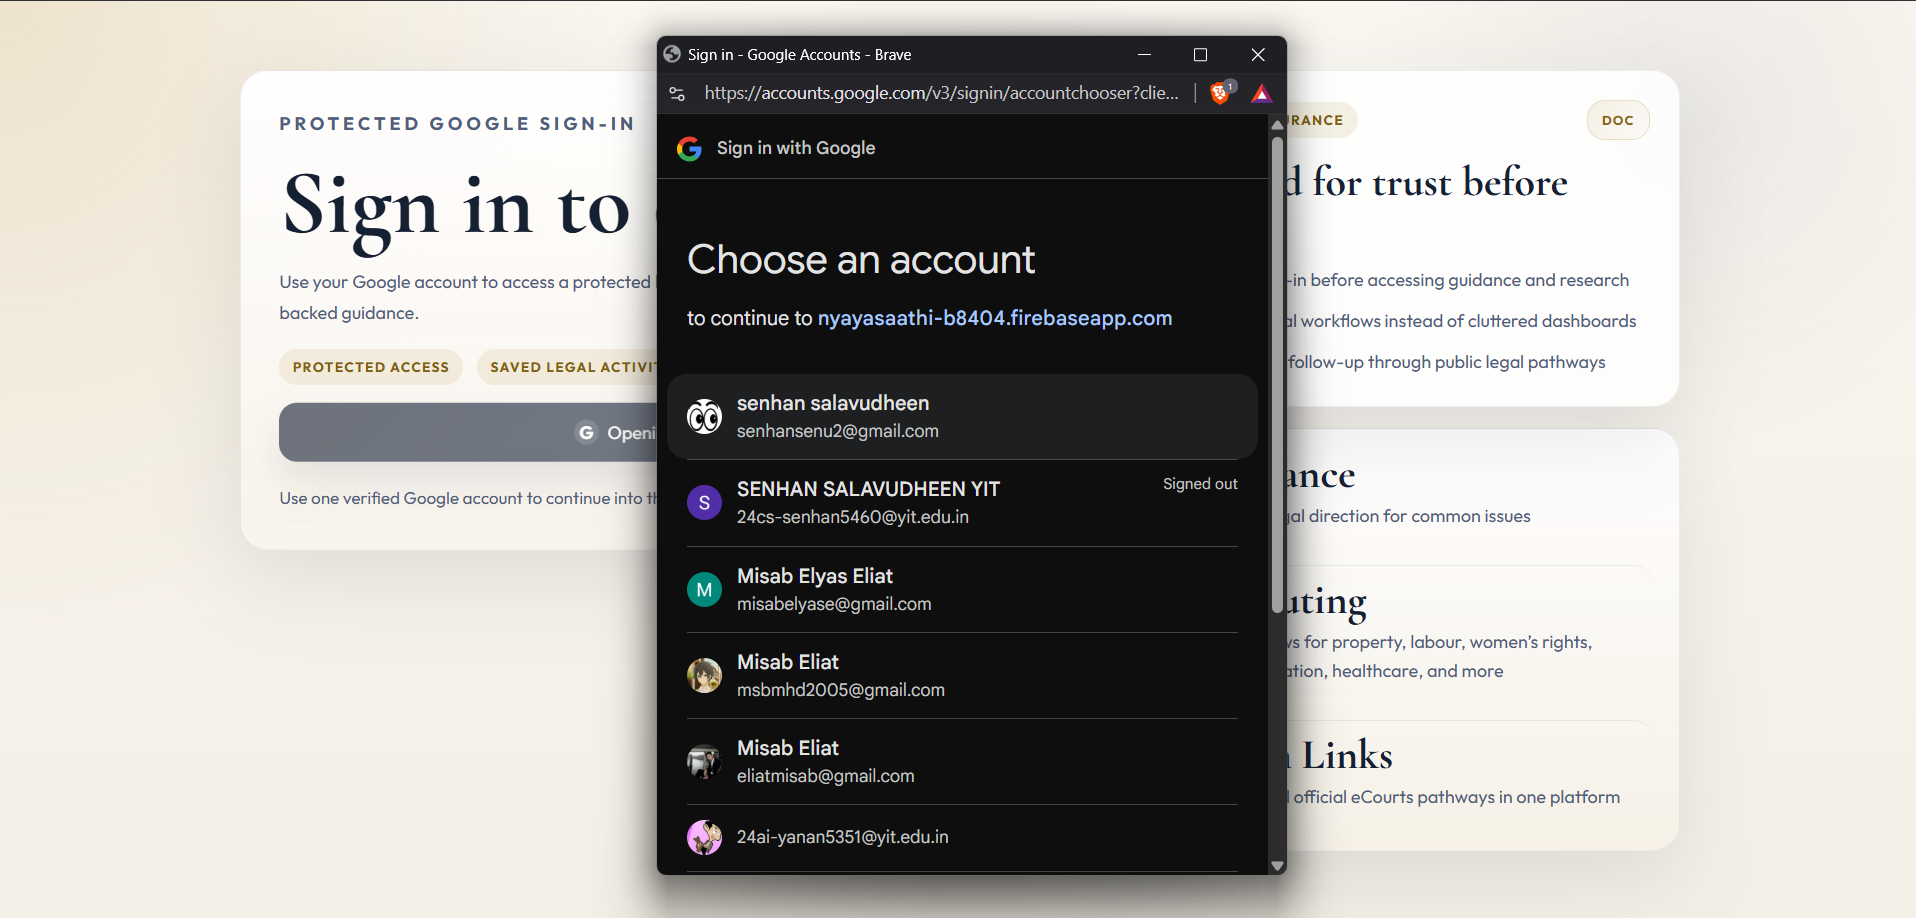 Sign in - Google Accounts - Brave
https://accounts.google.com/v3/signin/accountchooser?clie...
1
Sign in with Google
Choose an account
to continue to nyayasaathi-b8404.firebaseapp.com
senhan salavudheen
senhansenu2@gmail.com
SENHAN SALAVUDHEEN YIT
Signed out
24cs-senhan5460@yit.edu.in
S
M
Misab Elyas Eliat
misabelyase@gmail.com
Misab Eliat
msbmhd2005@gmail.com
Misab Eliat
eliatmisab@gmail.com
24ai-yanan5351@yit.edu.in
PROTECTED GOOGLE SIGN-IN
Sign in to
Use your Google account to access a protected
backed guidance.
PROTECTED ACCESS
SAVED LEGAL ACTIVIT
G Openi
Use one verified Google account to continue into th
RANCE
DOC
d for trust before
-in before accessing guidance and research
al workflows instead of cluttered dashboards
follow-up through public legal pathways
ance
gal direction for common issues
uting
ws for property, labour, women's rights,
ation, healthcare, and more
Links
official eCourts pathways in one platform